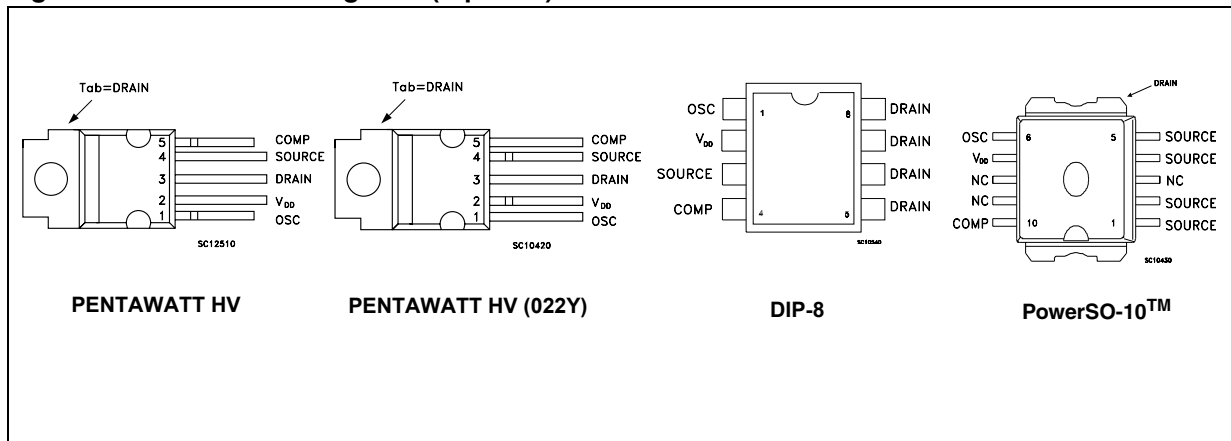 Tab=DRAIN
5
4
3
2
1
COMP
SOURCE
DRAIN
VDD
OSC
SC12510
PENTAWATT HV
Tab=DRAIN
5
4
3
2
1
COMP
SOURCE
DRAIN
VDD
OSC
SC10420
PENTAWATT HV (022Y)
OSC
VDD
SOURCE
COMP
1
8
4
5
DRAIN
DRAIN
DRAIN
DRAIN
SC10540
DIP-8
DRAIN
OSC
VDD
NC
NC
COMP
6
5
10
1
SOURCE
SOURCE
NC
SOURCE
SOURCE
SC10430
PowerSO-10TM